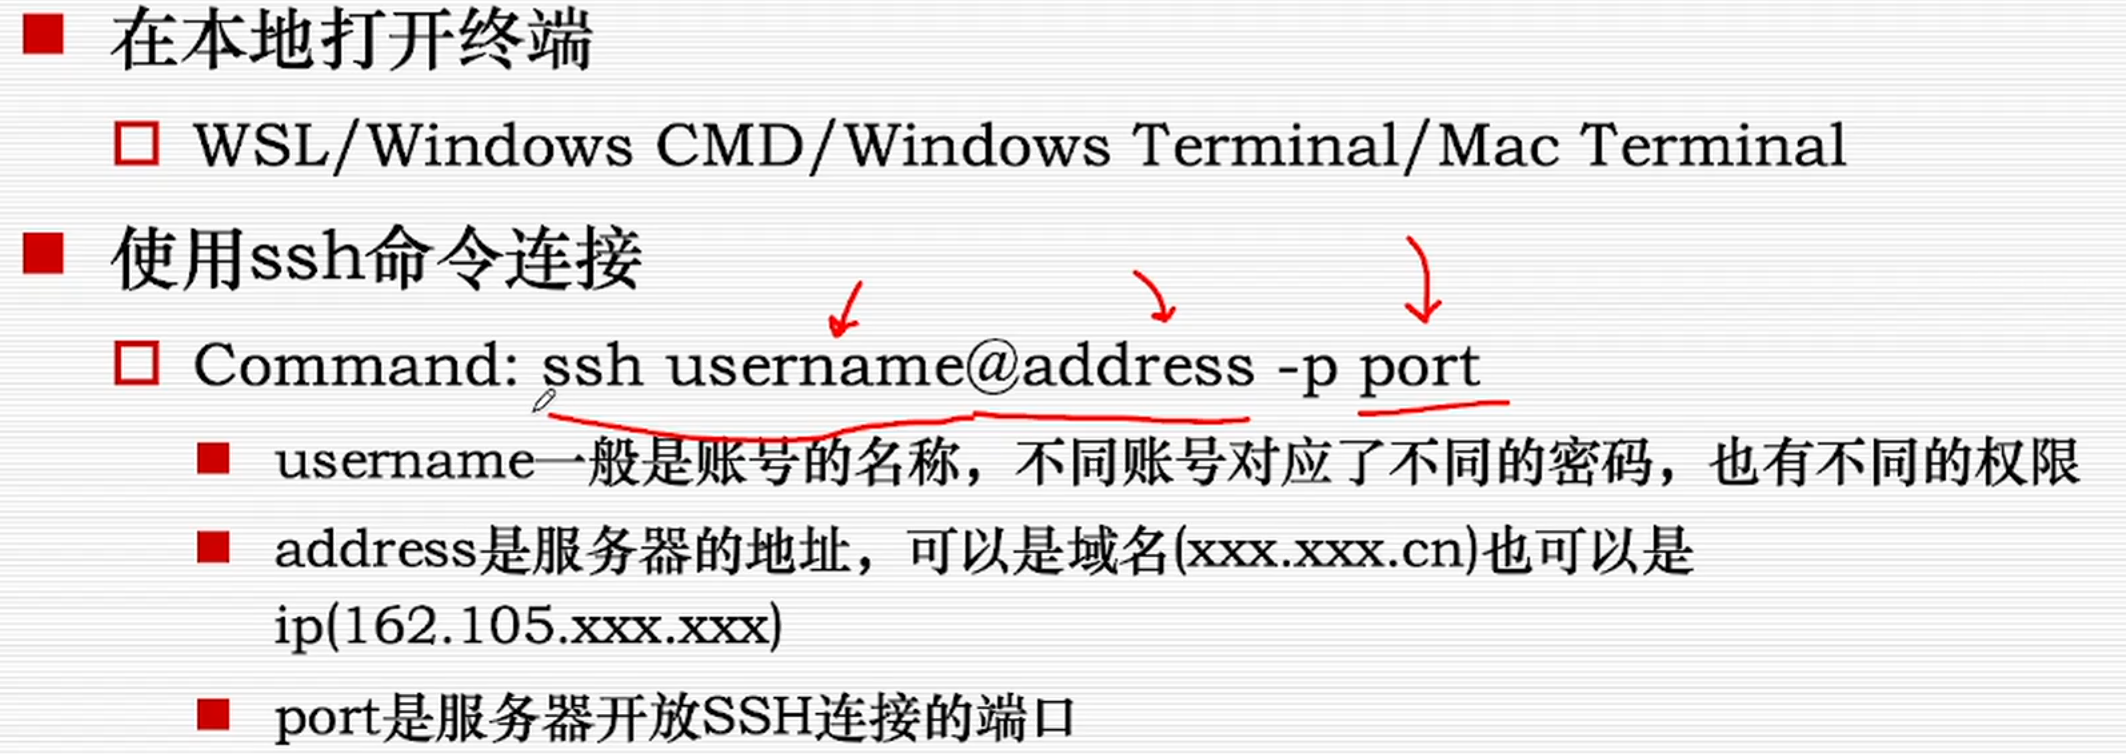 在本地打开终端
WSL/Windows CMD/Windows Terminal/Mac Terminal
使用ssh命令连接
Command: ssh username@address -p port
username一般是账号的名称，不同账号对应了不同的密码，也有不同的权限
address是服务器的地址，可以是域名(xxx.xxx.cn)也可以是
ip(162.105.xxx.xxx)
port是服务器开放SSH连接的端口